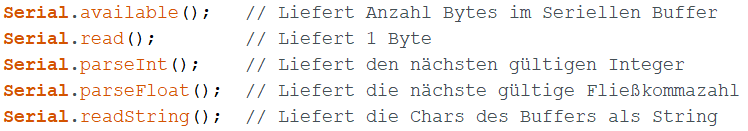 Serial.available();   // Liefert Anzahl Bytes im Seriellen Buffer
Serial.read();        // Liefert 1 Byte
Serial.parseInt();    // Liefert den nächsten gültigen Integer
Serial.parseFloat();  // Liefert die nächste gültige Fließkommazahl
Serial.readString();  // Liefert die Chars des Buffers als String